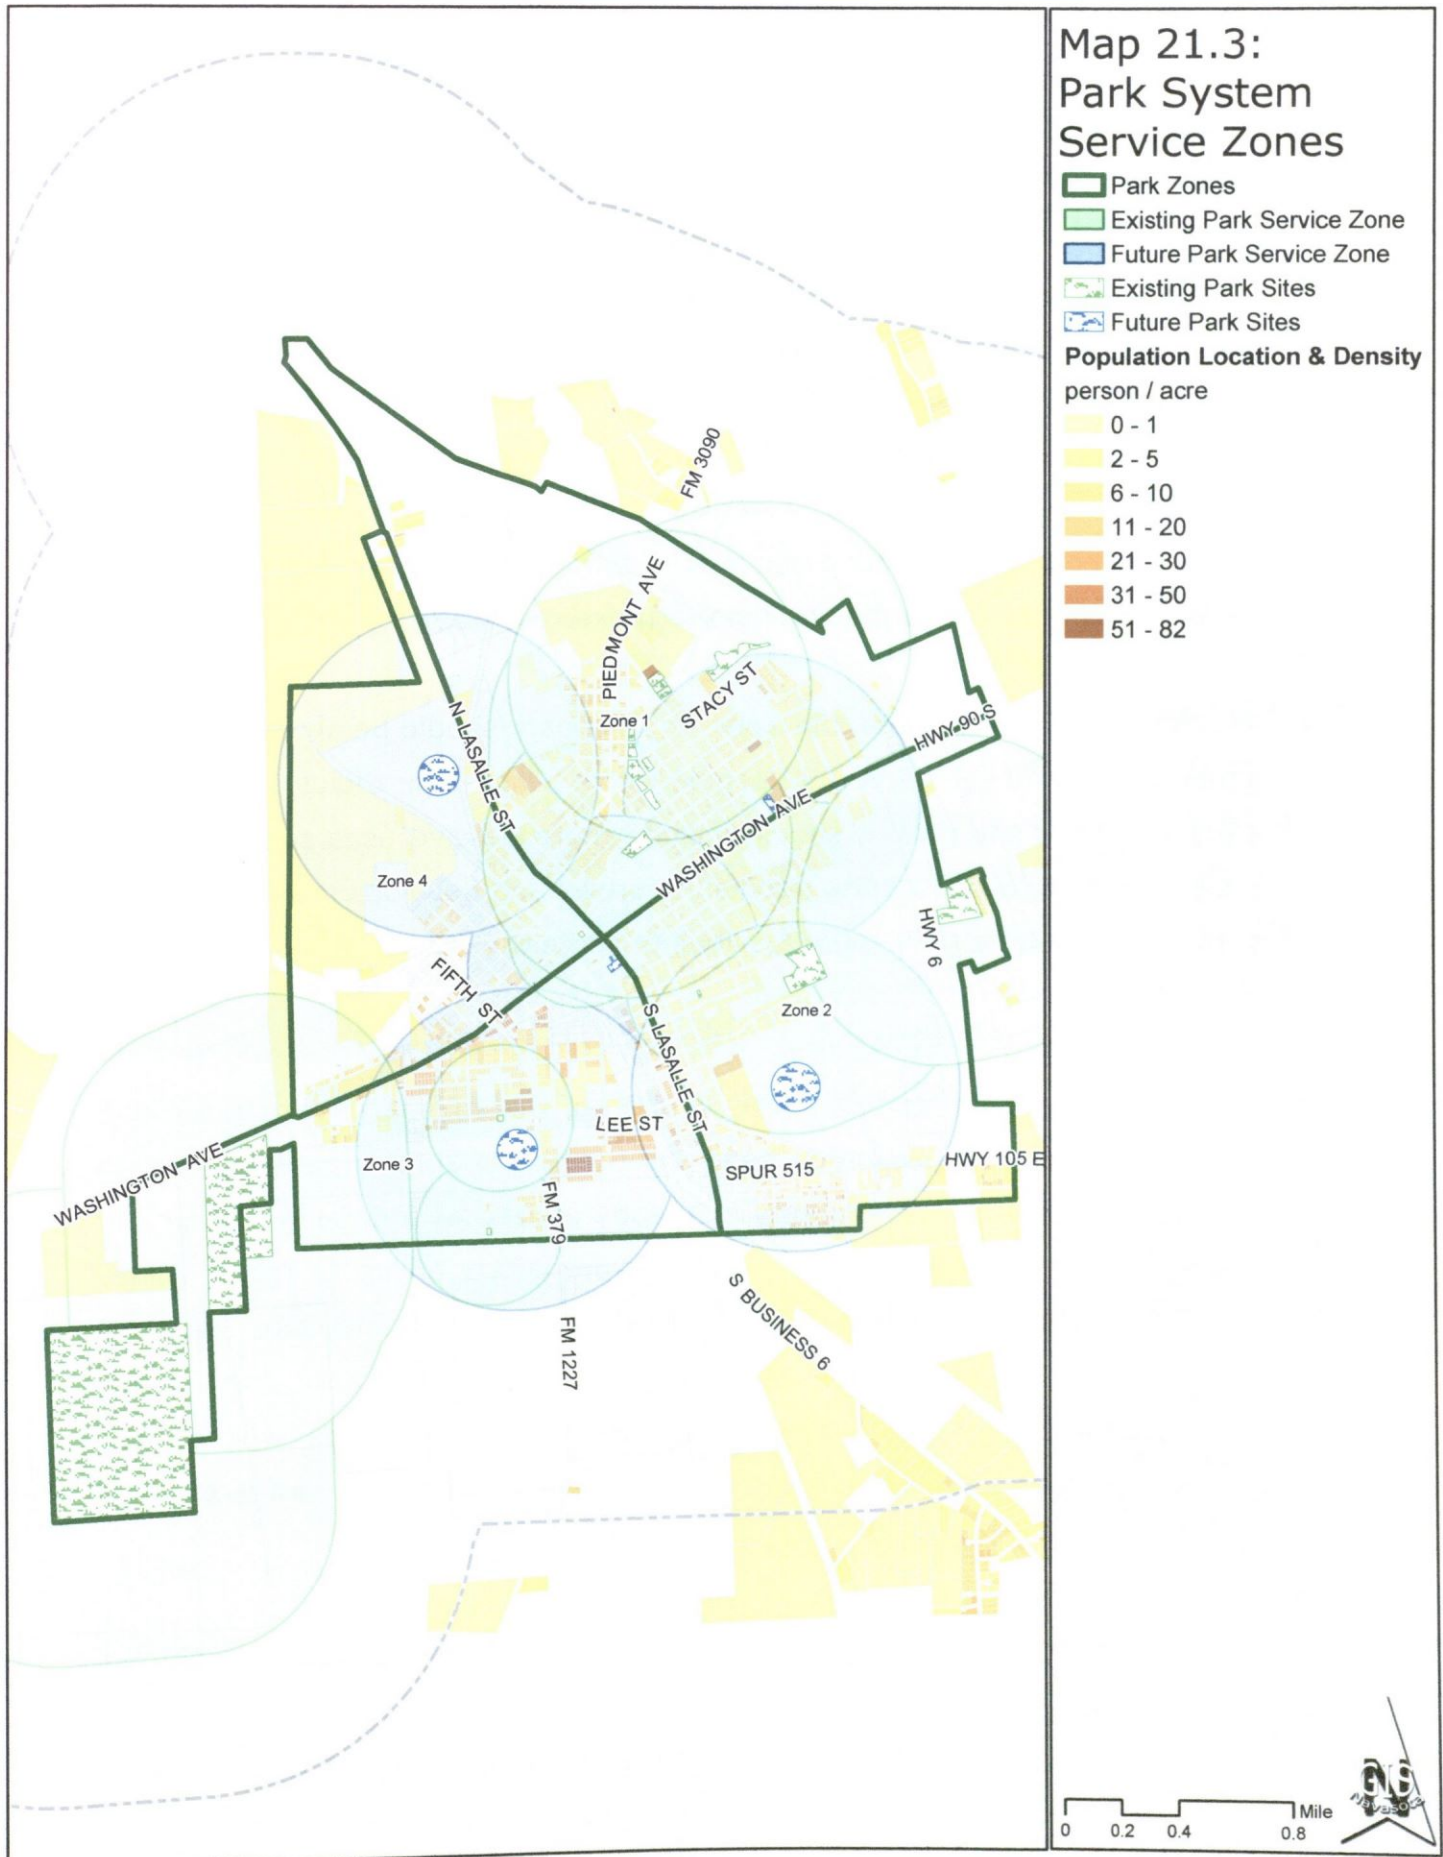 Map 21.3:
Park System
Service Zones
Park Zones
Existing Park Service Zone
Future Park Service Zone
Existing Park Sites
Future Park Sites
Population Location & Density
person / acre
0 - 1
2 - 5
6 - 10
11 - 20
21 - 30
31 - 50
51 - 82
FM 3090
PIEDMONT AVE
STACY ST
Zone 1
N LASALLE ST
HWY 90 S
WASHINGTON AVE
Zone 4
HWY 6
FIFTH ST
Zone 2
S LASALLE ST
LEE ST
Zone 3
SPUR 515
HWY 105 E
WASHINGTON AVE
FM 379
S BUSINESS 6
FM 1227
Mile
0 0.2 0.4 0.8
N
Navasota